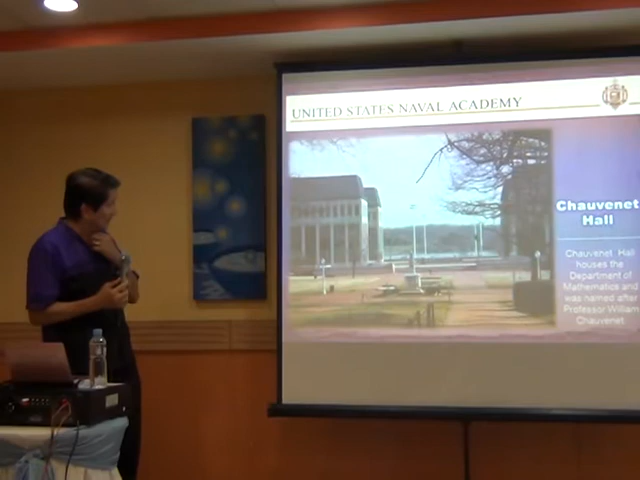 UNITED STATES NAVAL ACADEMY
Chauvenet
Hall
Chauvenet Hall
houses the
Department of
Mathematics and
was named after
Professor William
Chauvenet